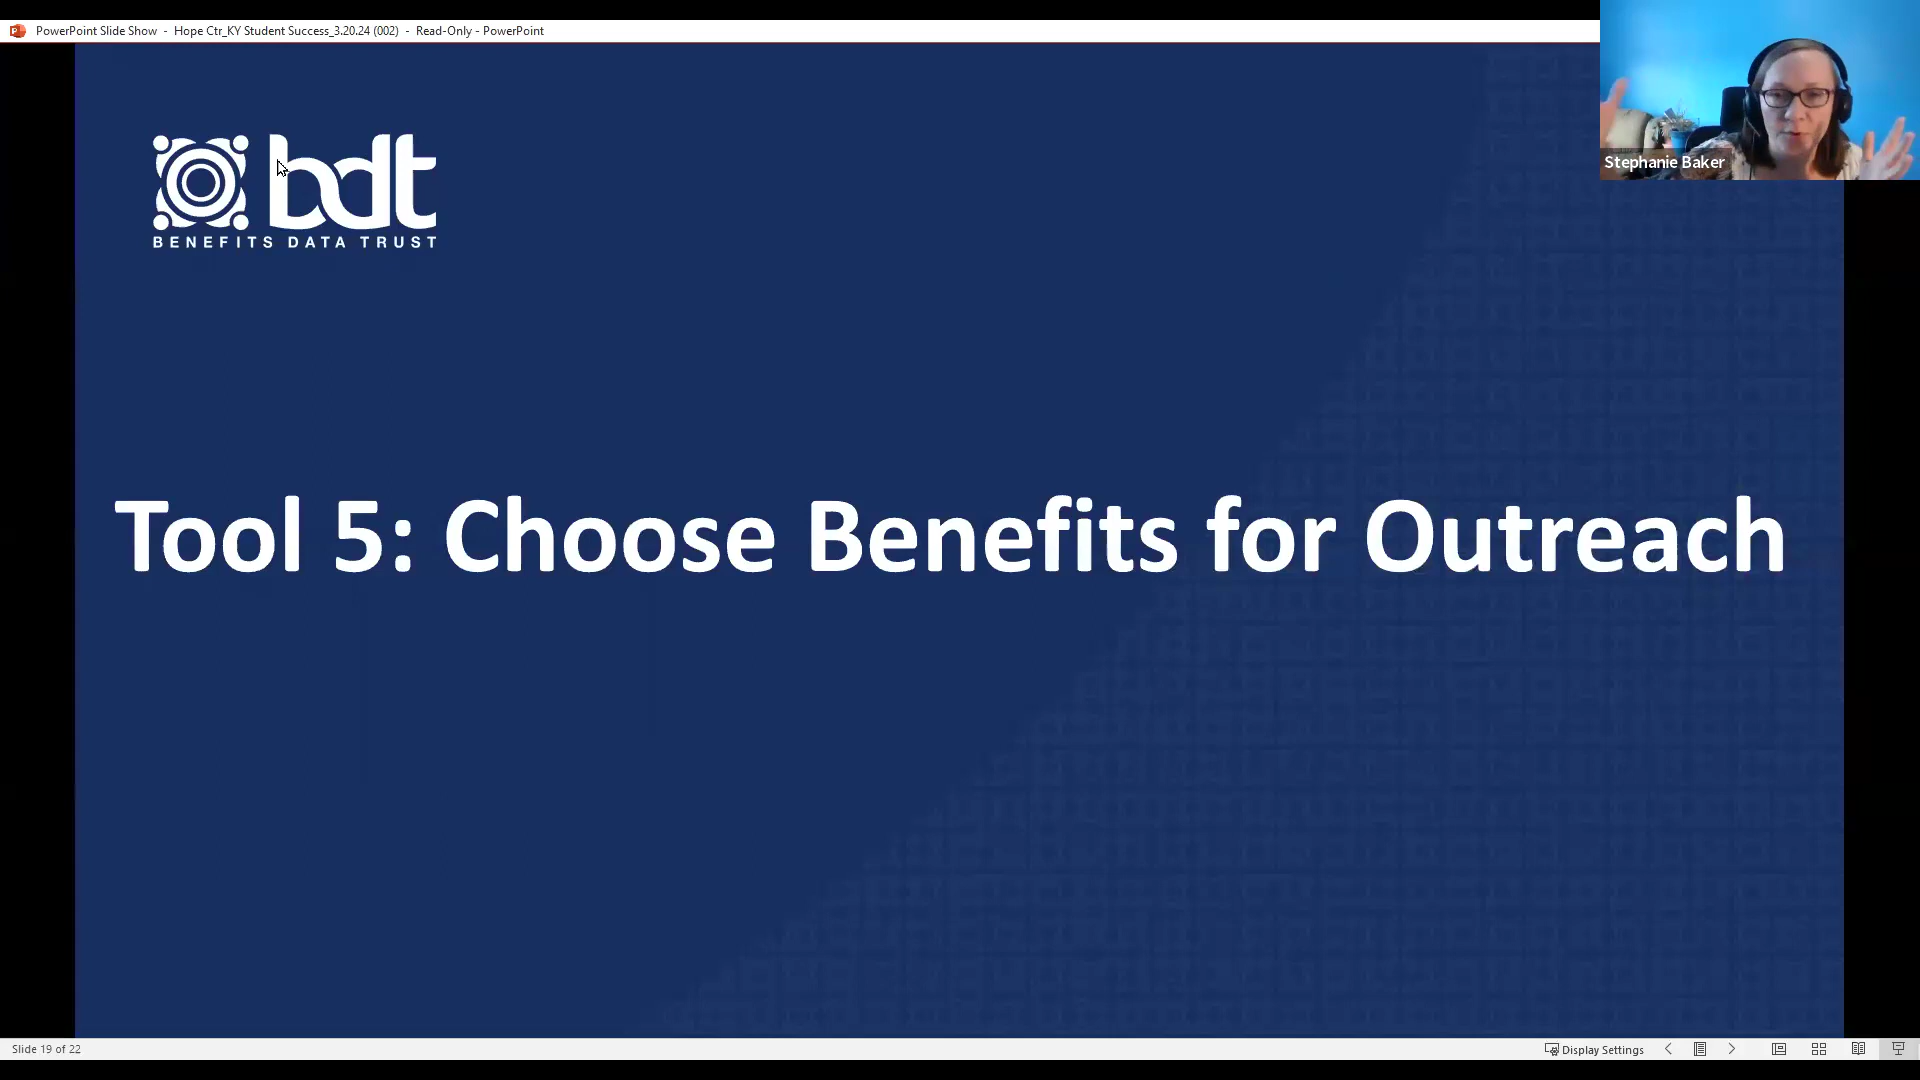 PowerPoint Slide Show - Hope Ctr_KY Student Success_3.20.24 (002) - Read-Only - PowerPoint
Stephanie Baker
bdt
BENEFITS DATA TRUST
Tool 5: Choose Benefits for Outreach
Slide 19 of 22
Display Settings